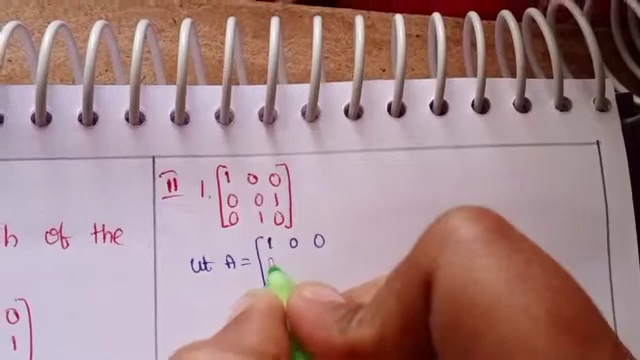 h of the
0
1
II 1. [1 0 0
0 0 1
0 1 0]
let A = [1 0 0